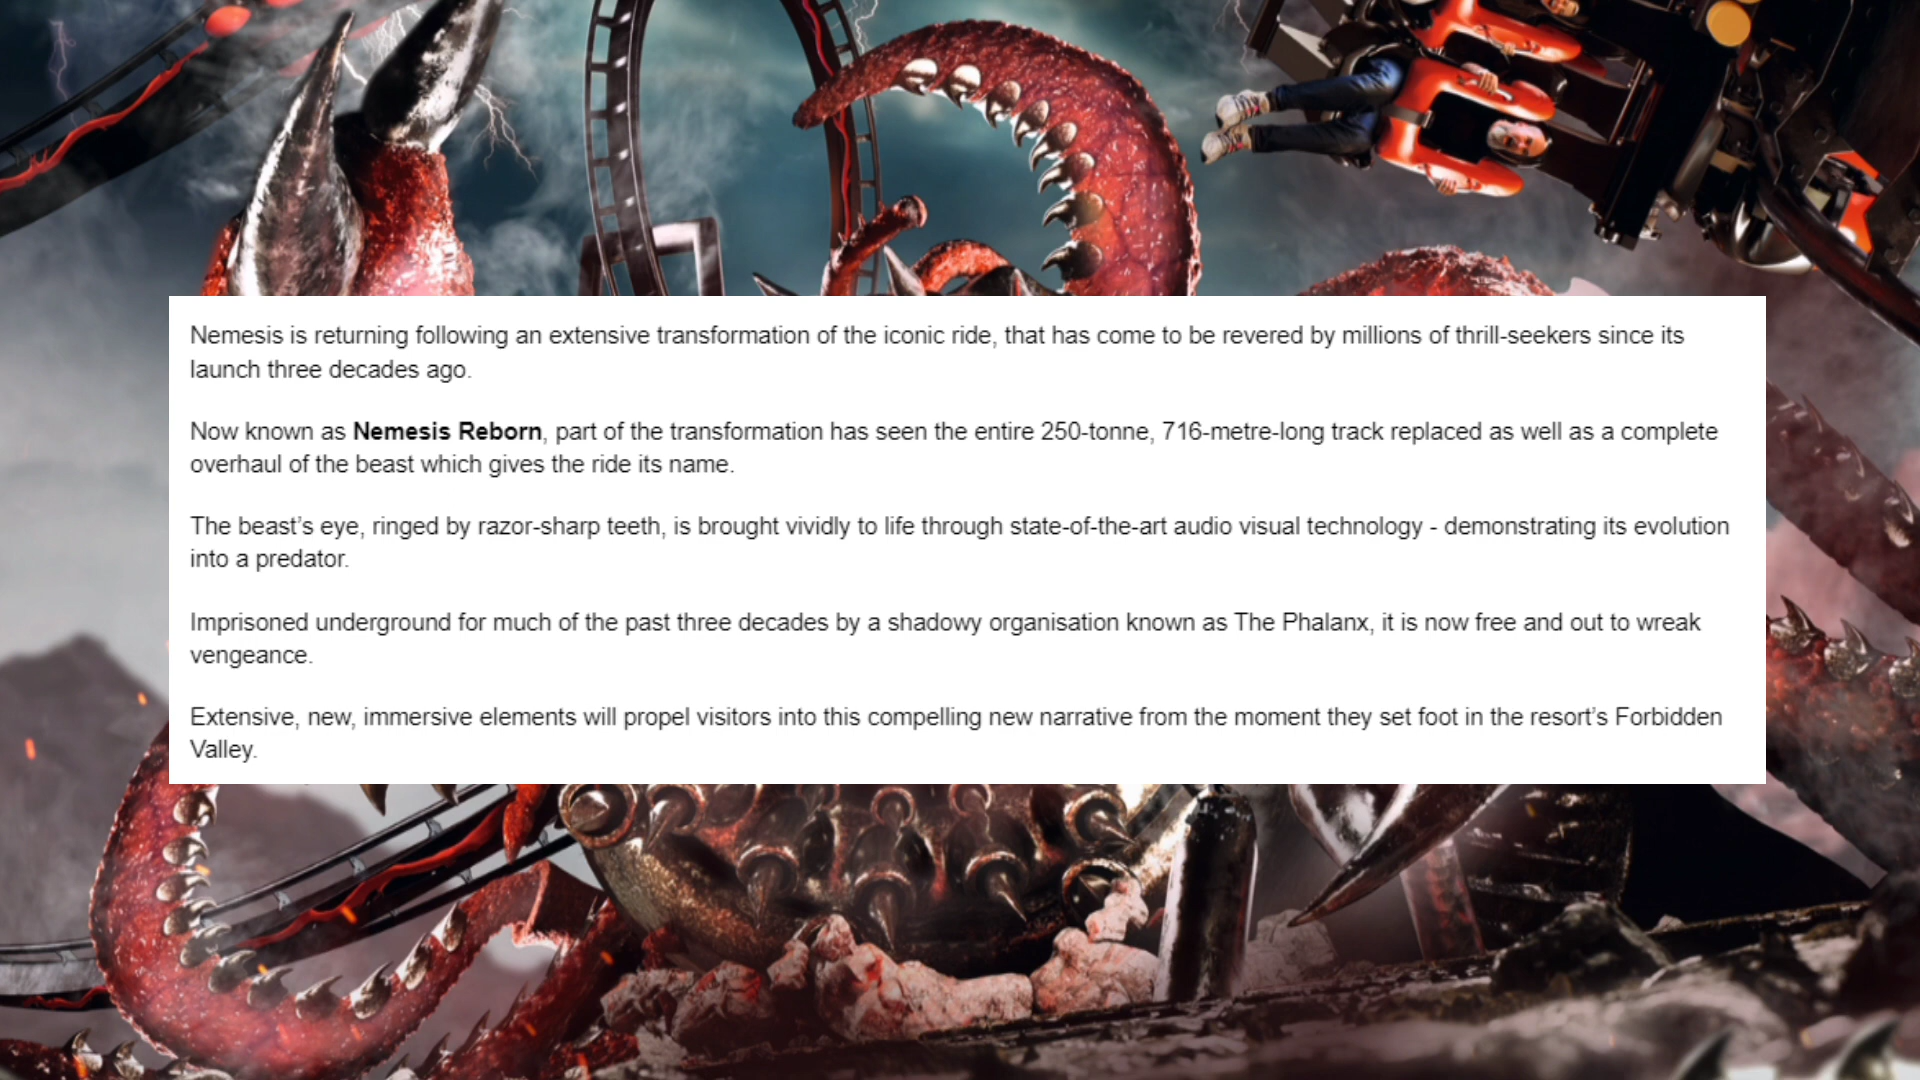 Nemesis is returning following an extensive transformation of the iconic ride, that has come to be revered by millions of thrill-seekers since its
launch three decades ago.
Now known as Nemesis Reborn, part of the transformation has seen the entire 250-tonne, 716-metre-long track replaced as well as a complete
overhaul of the beast which gives the ride its name.
The beast’s eye, ringed by razor-sharp teeth, is brought vividly to life through state-of-the-art audio visual technology - demonstrating its evolution
into a predator.
Imprisoned underground for much of the past three decades by a shadowy organisation known as The Phalanx, it is now free and out to wreak
vengeance.
Extensive, new, immersive elements will propel visitors into this compelling new narrative from the moment they set foot in the resort’s Forbidden
Valley.